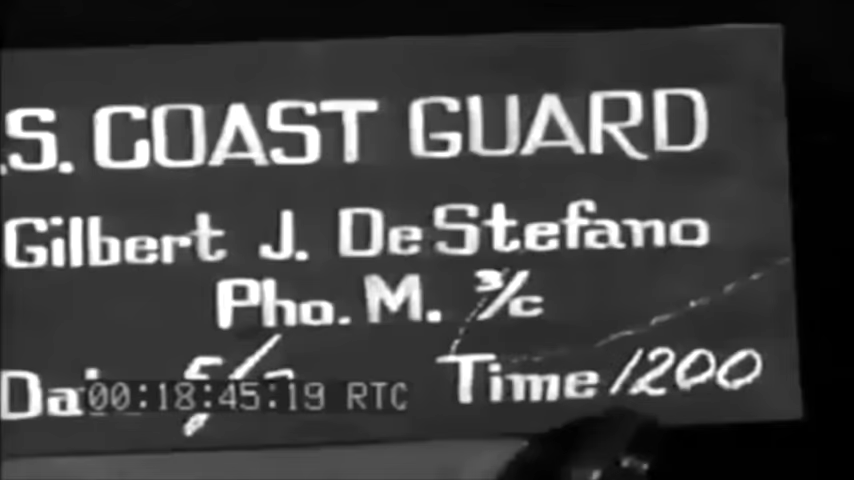 .S. COAST GUARD
Gilbert J. DeStefano
Pho. M. 3/c
Time 1200
00:18:45:19 RTC